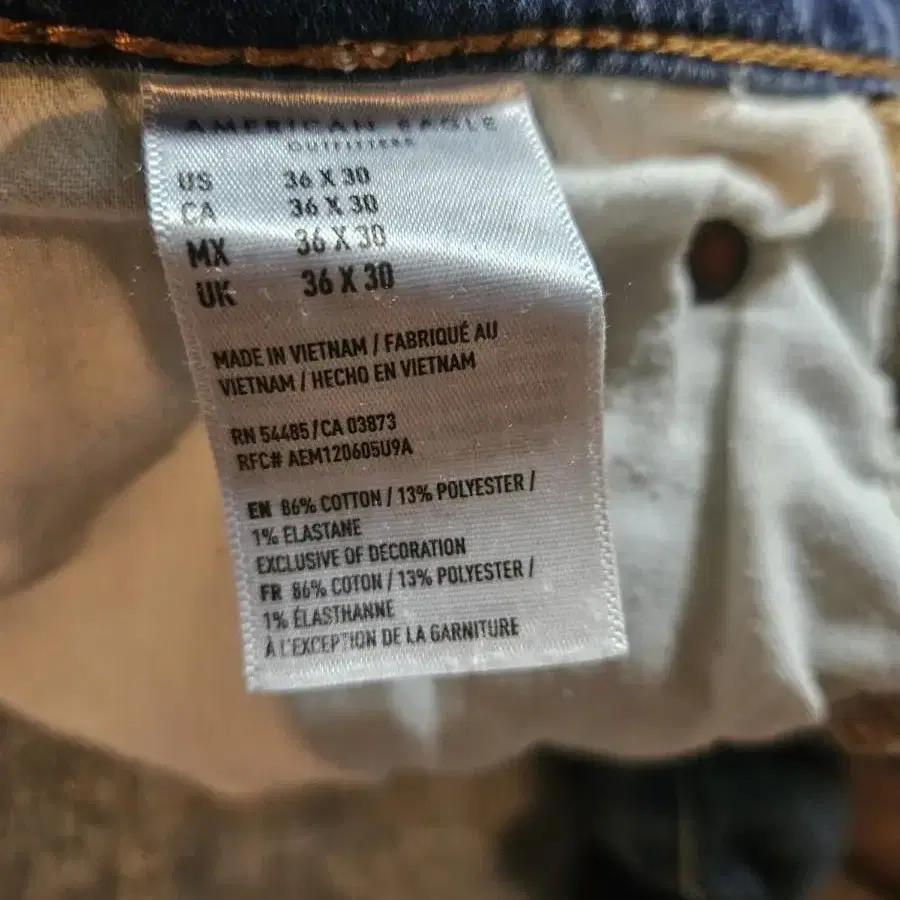 AMERICAN EAGLE
OUTFITTERS
US 36 X 30
CA 36 X 30
MX 36 X 30
UK 36 X 30
MADE IN VIETNAM / FABRIQUÉ AU
VIETNAM / HECHO EN VIETNAM
RN 54485/CA 03873
RFC# AEM120605U9A
EN 86% COTTON / 13% POLYESTER /
1% ELASTANE
EXCLUSIVE OF DECORATION
FR 86% COTON / 13% POLYESTER /
1% ÉLASTHANNE
À L'EXCEPTION DE LA GARNITURE